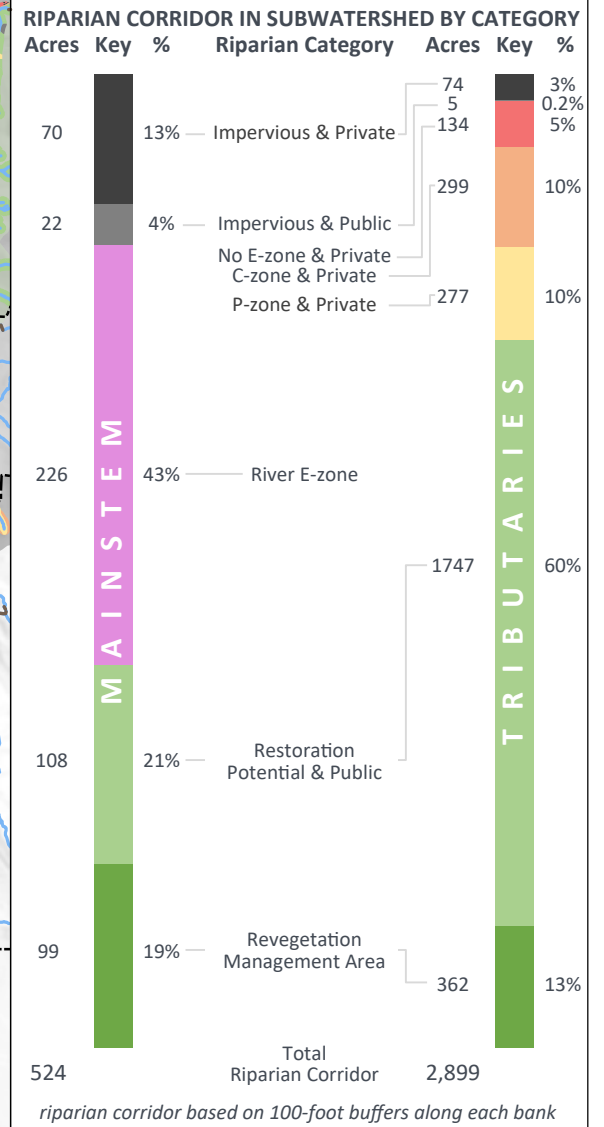 RIPARIAN CORRIDOR IN SUBWATERSHED BY CATEGORY
Acres Key % Riparian Category Acres Key %
74 3%
5 0.2%
70 13% Impervious & Private 134 5%
299 10%
22 4% Impervious & Public
No E-zone & Private
C-zone & Private
P-zone & Private 277 10%
MAINSTEM
TRIBUTARIES
226 43% River E-zone
1747 60%
108 21% Restoration
Potential & Public
99 19% Revegetation
Management Area
362 13%
Total
524 Riparian Corridor 2,899
riparian corridor based on 100-foot buffers along each bank